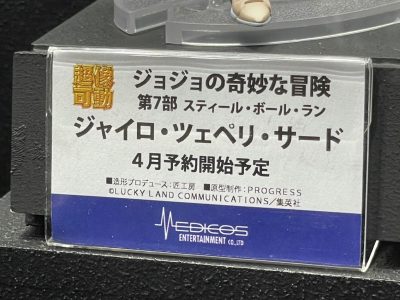 超像可動
ジョジョの奇妙な冒険
第7部 スティール・ボール・ラン
ジャイロ・ツェペリ・サード
4月予約開始予定
■造形プロデュース:匠工房 ■原型制作:PROGRESS
©LUCKY LAND COMMUNICATIONS/集英社
MEDICOS
ENTERTAINMENT CO.,LTD